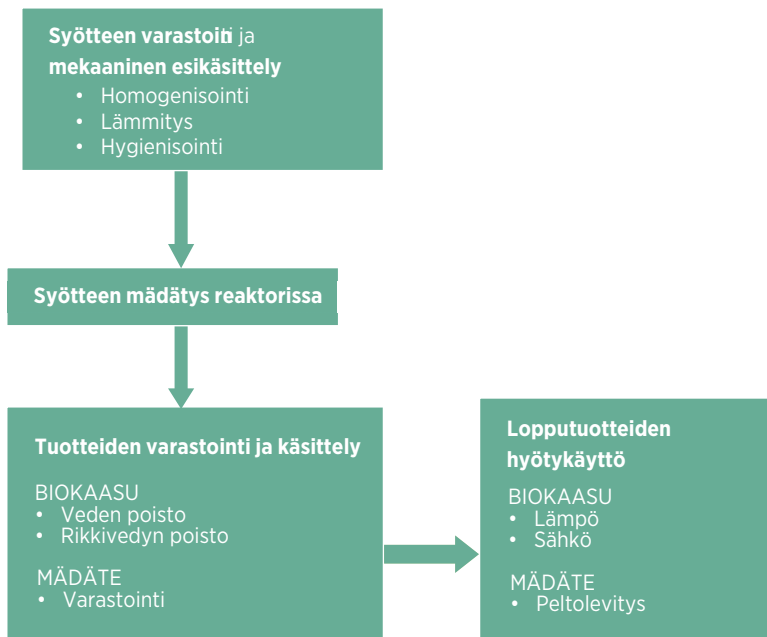 Syötteen varastointi ja
mekaaninen esikäsittely
• Homogenisointi
• Lämmitys
• Hygienisointi
Syötteen mädätys reaktorissa
Tuotteiden varastointi ja käsittely
BIOKAASU
• Veden poisto
• Rikkivedyn poisto
MÄDÄTE
• Varastointi
Lopputuotteiden
hyötykäyttö
BIOKAASU
• Lämpö
• Sähkö
MÄDÄTE
• Peltolevitys